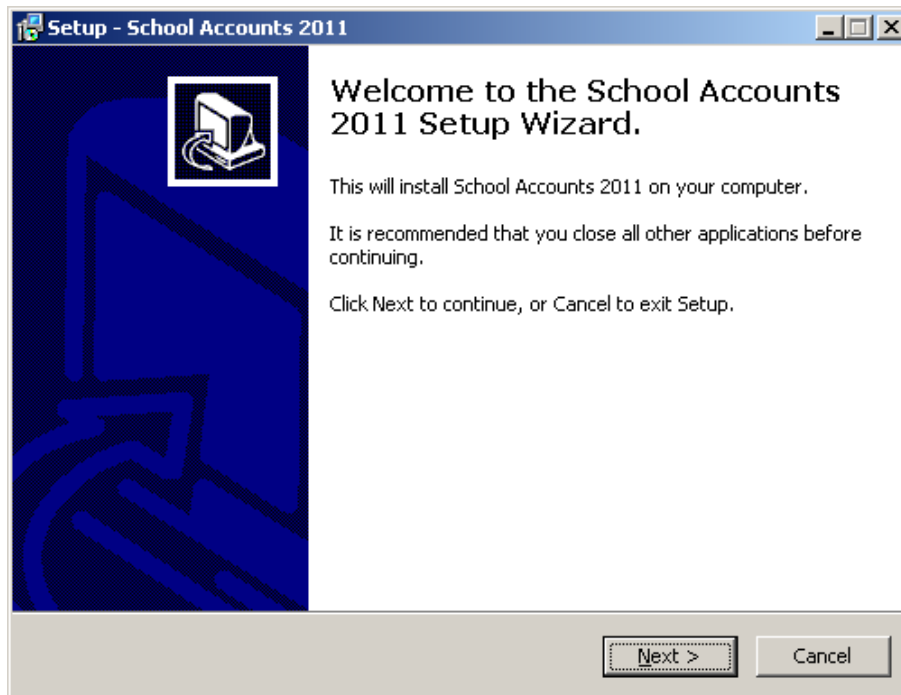 Setup - School Accounts 2011
Welcome to the School Accounts
2011 Setup Wizard.
This will install School Accounts 2011 on your computer.
It is recommended that you close all other applications before
continuing.
Click Next to continue, or Cancel to exit Setup.
Next >
Cancel